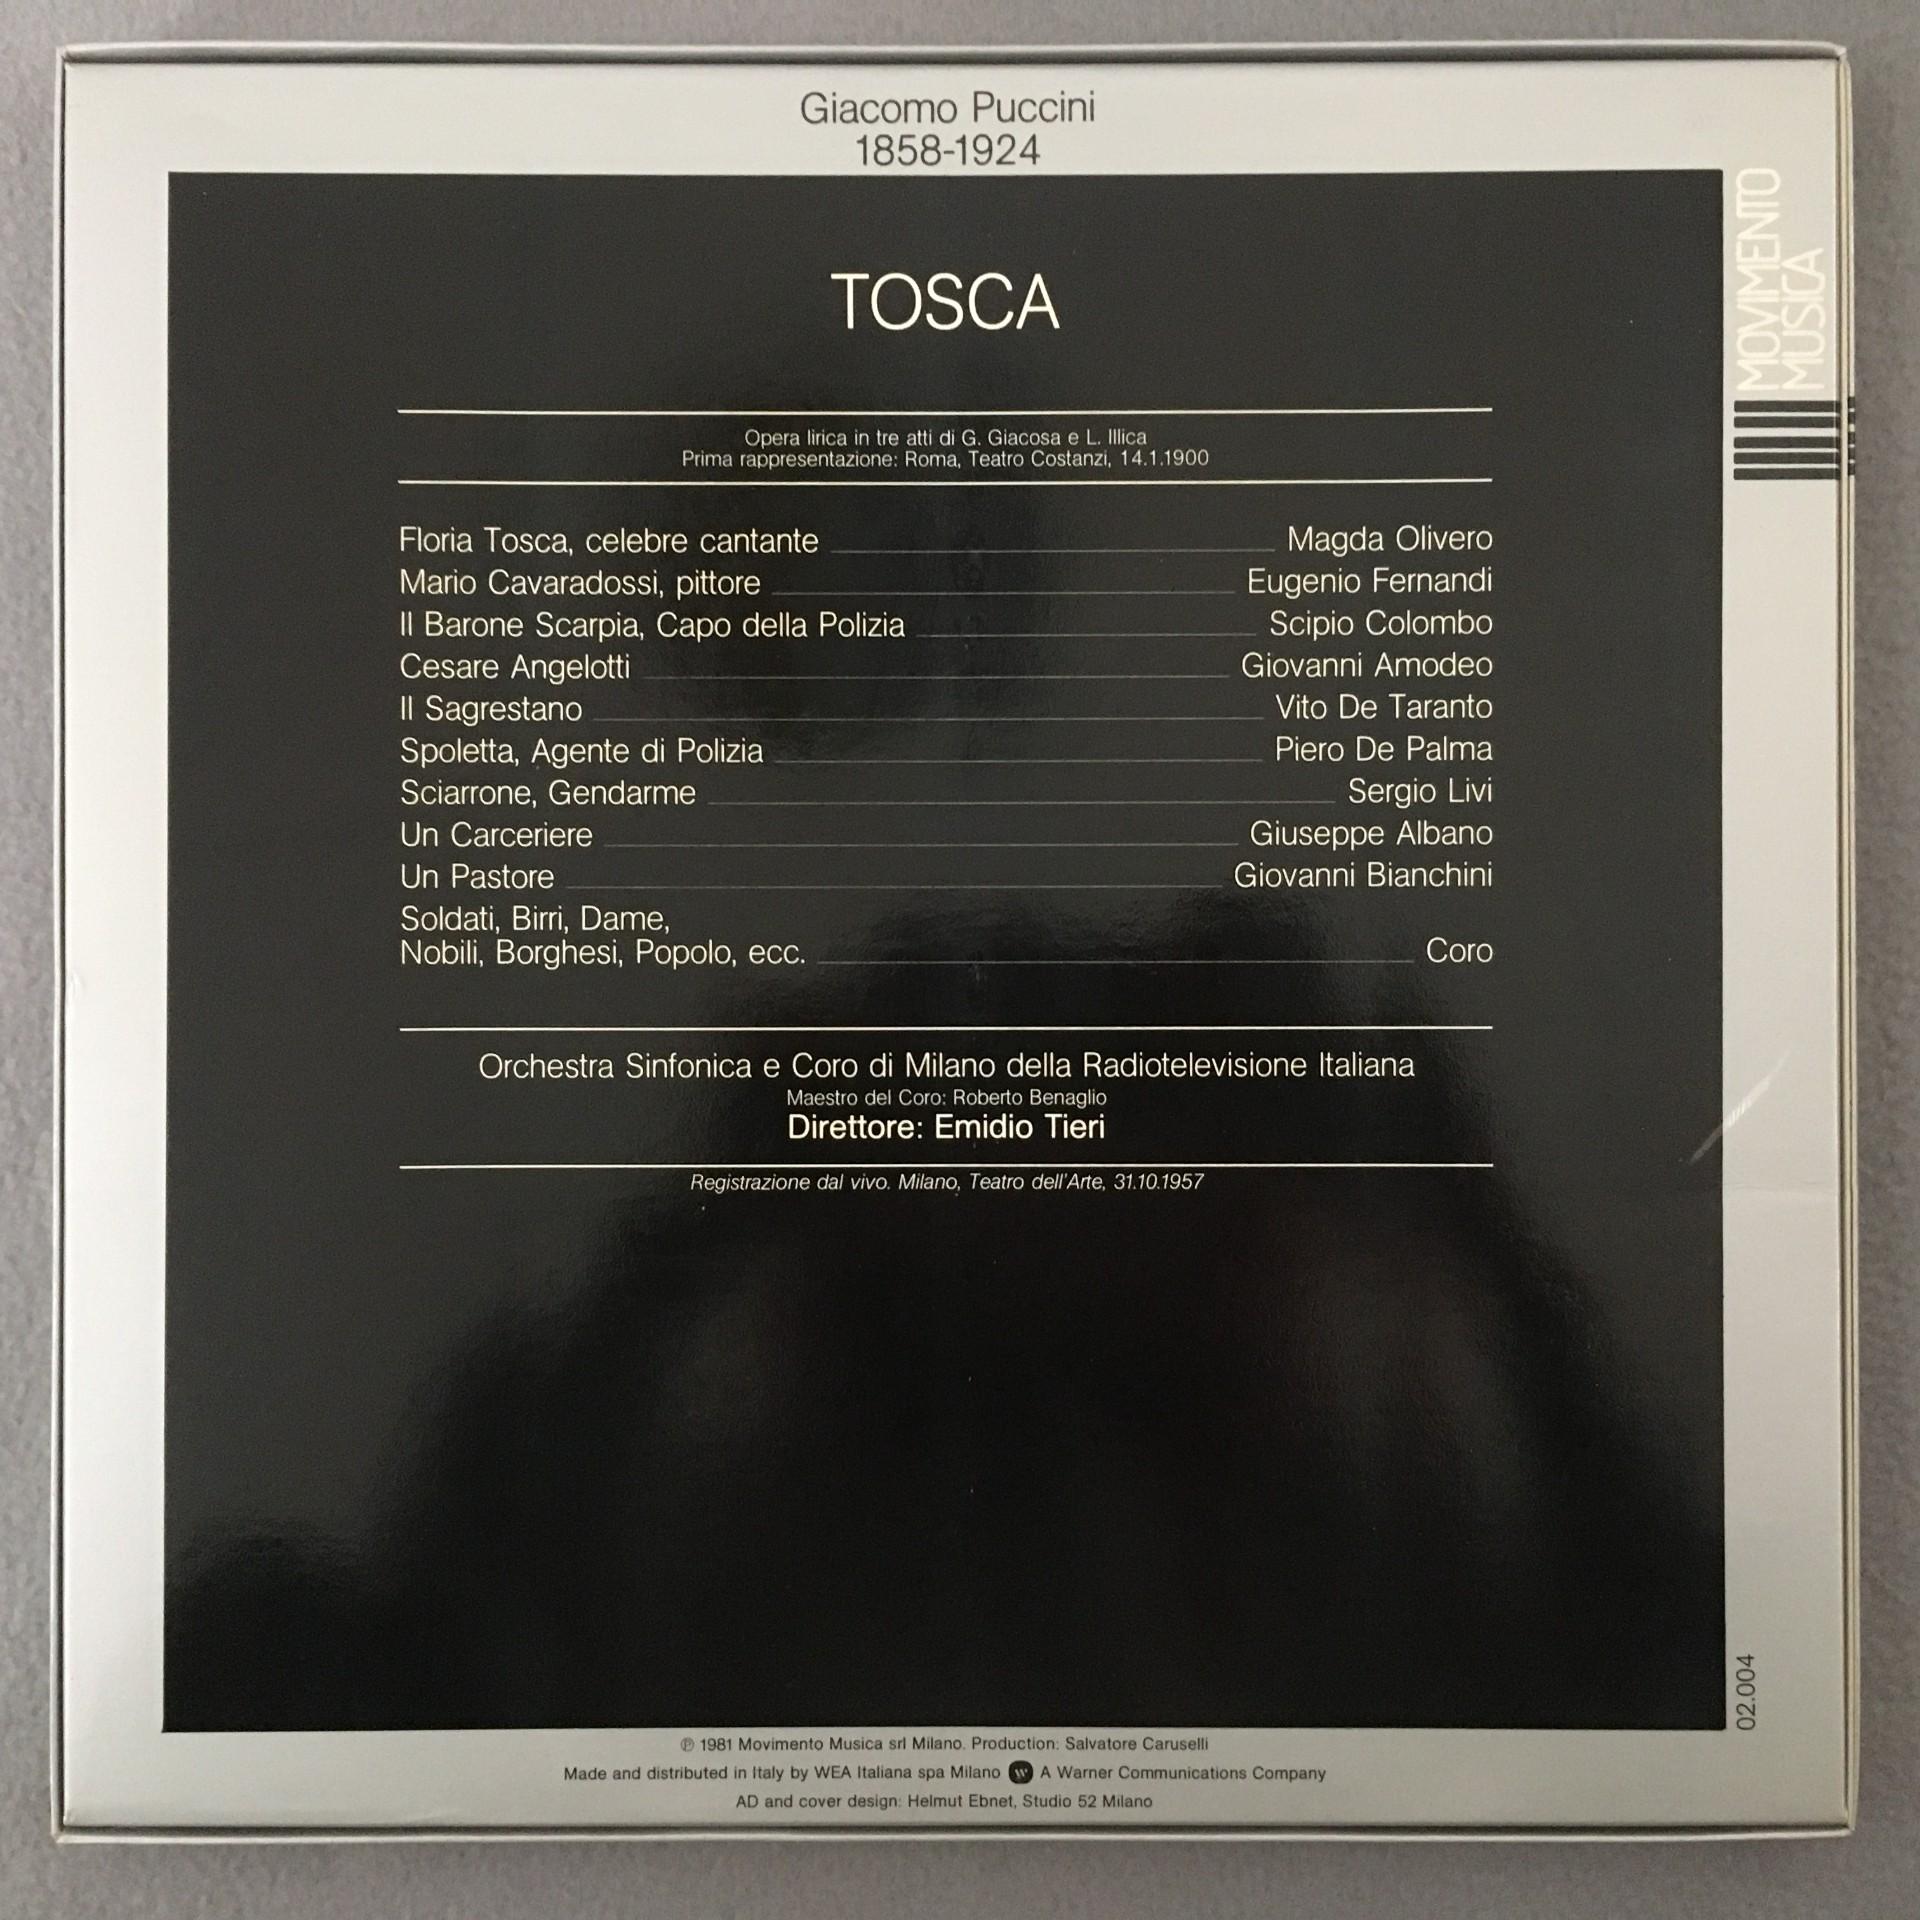 Giacomo Puccini
1858-1924
MOVIMENTO
MUSICA
TOSCA
Opera lirica in tre atti di G. Giacosa e L. Illica
Prima rappresentazione: Roma, Teatro Costanzi, 14.1.1900
Floria Tosca, celebre cantante Magda Olivero
Mario Cavaradossi, pittore Eugenio Fernandi
Il Barone Scarpia, Capo della Polizia Scipio Colombo
Cesare Angelotti Giovanni Amodeo
Il Sagrestano Vito De Taranto
Spoletta, Agente di Polizia Piero De Palma
Sciarrone, Gendarme Sergio Livi
Un Carceriere Giuseppe Albano
Un Pastore Giovanni Bianchini
Soldati, Birri, Dame,
Nobili, Borghesi, Popolo, ecc. Coro
Orchestra Sinfonica e Coro di Milano della Radiotelevisione Italiana
Maestro del Coro: Roberto Benaglio
Direttore: Emidio Tieri
Registrazione dal vivo. Milano, Teatro dell'Arte, 31.10.1957
02.004
℗ 1981 Movimento Musica srl Milano. Production: Salvatore Caruselli
Made and distributed in Italy by WEA Italiana spa Milano W A Warner Communications Company
AD and cover design: Helmut Ebnet, Studio 52 Milano